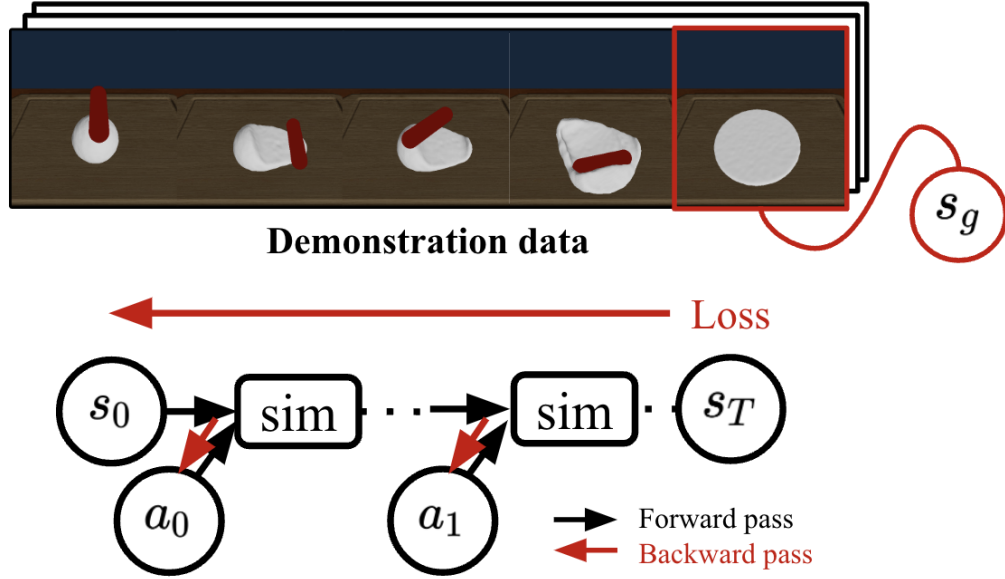 s_g
Demonstration data
Loss
s_0
sim
sim
s_T
a_0
a_1
Forward pass
Backward pass